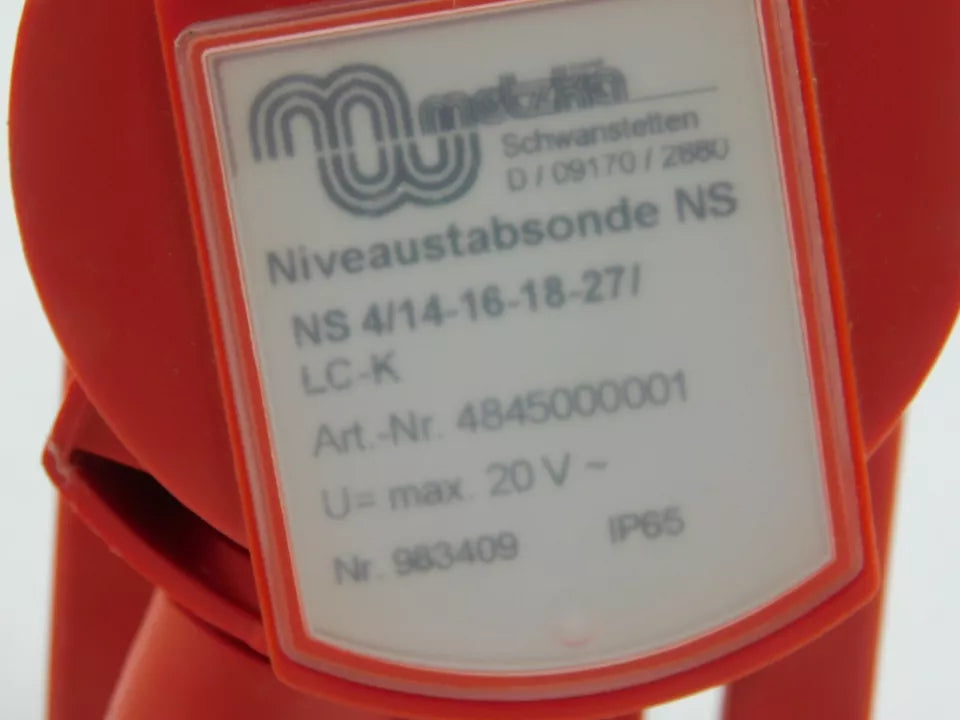 metzka
Schwanstetten
D / 09170 / 2880
Niveaustabsonde NS
NS 4/14-16-18-27/
LC-K
Art.-Nr. 4845000001
U= max. 20 V ~
Nr. 983409 IP65